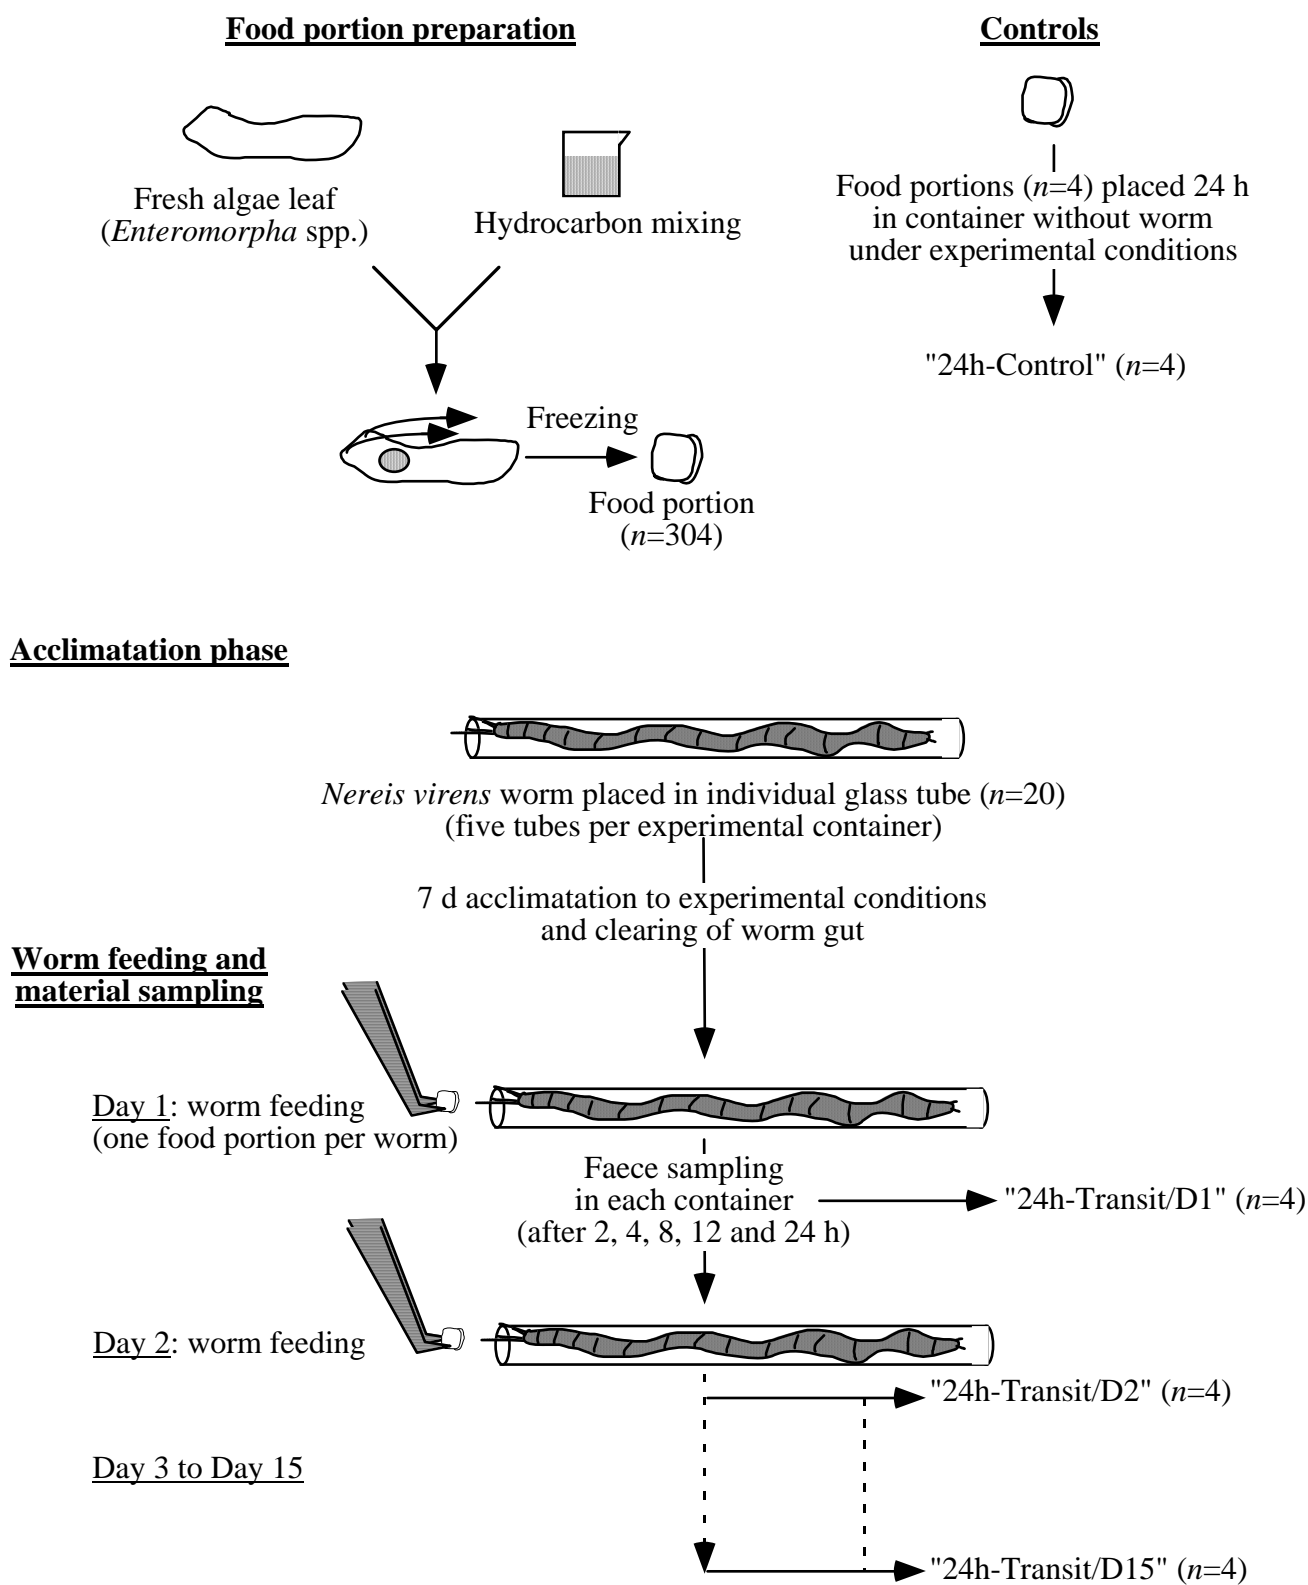 Food portion preparation
Controls
Fresh algae leaf
(Enteromorpha spp.)
Hydrocarbon mixing
Food portions (n=4) placed 24 h
in container without worm
under experimental conditions
"24h-Control" (n=4)
Freezing
Food portion
(n=304)
Acclimatation phase
Nereis virens worm placed in individual glass tube (n=20)
(five tubes per experimental container)
7 d acclimatation to experimental conditions
and clearing of worm gut
Worm feeding and
material sampling
Day 1: worm feeding
(one food portion per worm)
Faece sampling
in each container
(after 2, 4, 8, 12 and 24 h)
"24h-Transit/D1" (n=4)
Day 2: worm feeding
"24h-Transit/D2" (n=4)
Day 3 to Day 15
"24h-Transit/D15" (n=4)